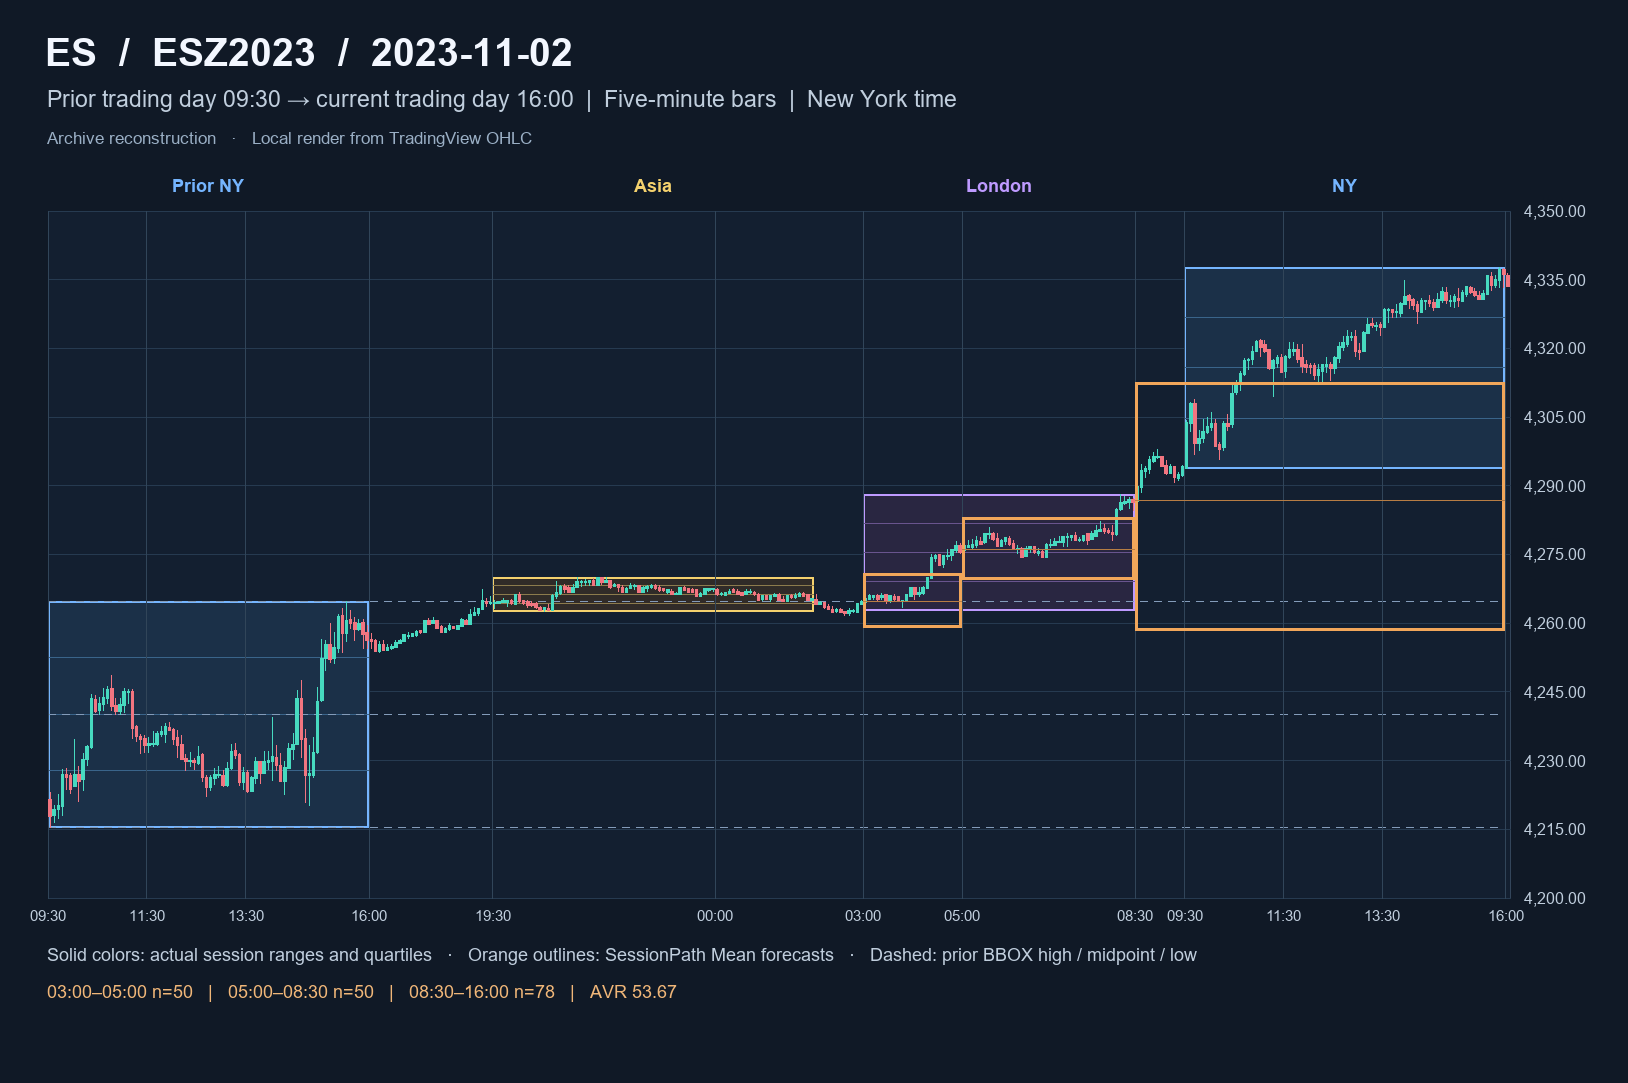 ES / ESZ2023 / 2023-11-02
Prior trading day 09:30 → current trading day 16:00 | Five-minute bars | New York time
Archive reconstruction · Local render from TradingView OHLC
Prior NY Asia London NY
4,350.00
4,335.00
4,320.00
4,305.00
4,290.00
4,275.00
4,260.00
4,245.00
4,230.00
4,215.00
4,200.00
09:30 11:30 13:30 16:00 19:30 00:00 03:00 05:00 08:30 09:30 11:30 13:30 16:00
Solid colors: actual session ranges and quartiles · Orange outlines: SessionPath Mean forecasts · Dashed: prior BBOX high / midpoint / low
03:00–05:00 n=50 | 05:00–08:30 n=50 | 08:30–16:00 n=78 | AVR 53.67